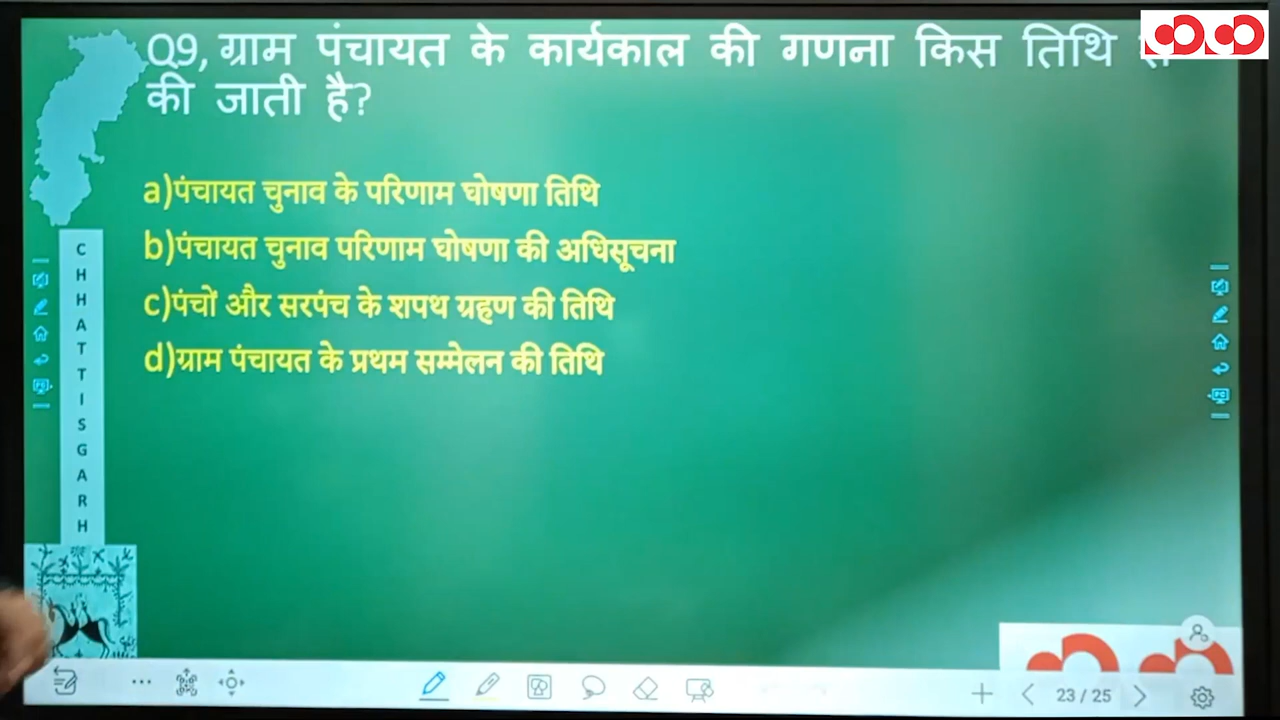 Q9, ग्राम पंचायत के कार्यकाल की गणना किस तिथि
की जाती है?
a)पंचायत चुनाव के परिणाम घोषणा तिथि
b)पंचायत चुनाव परिणाम घोषणा की अधिसूचना
c)पंचों और सरपंच के शपथ ग्रहण की तिथि
d)ग्राम पंचायत के प्रथम सम्मेलन की तिथि
CHHATTISGARH
23 / 25